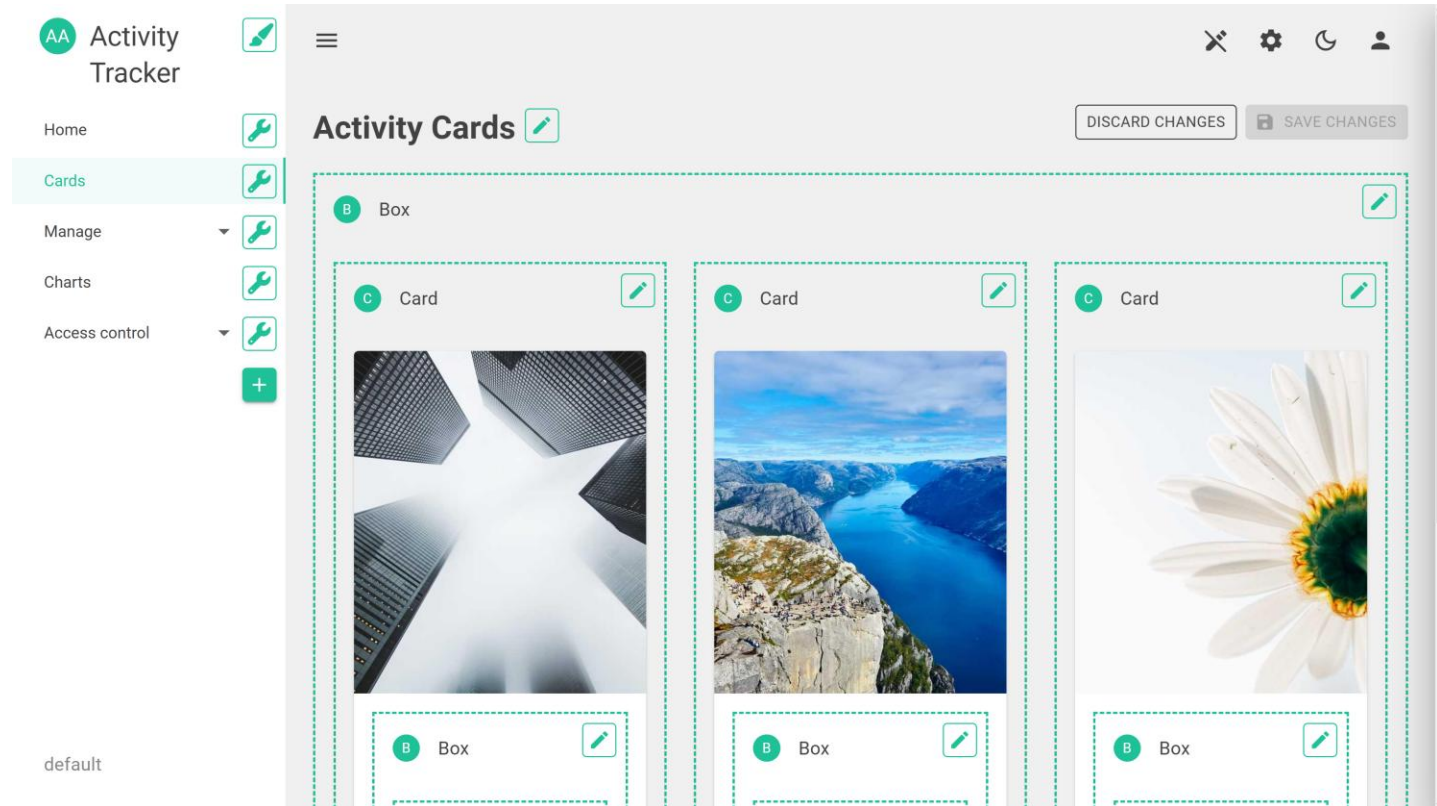 AA Activity
Tracker
Home
Cards
Manage
Charts
Access control
default
Activity Cards
DISCARD CHANGES SAVE CHANGES
B Box
C Card C Card C Card
B Box B Box B Box